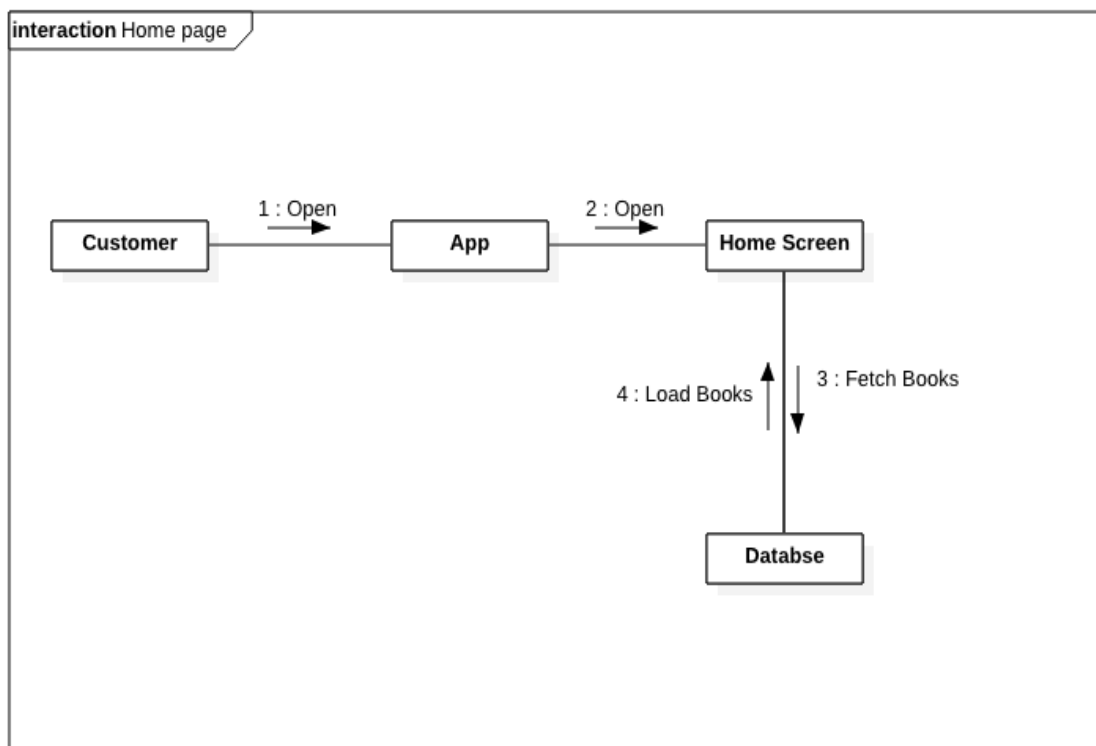 interaction Home page
1 : Open
2 : Open
Customer
App
Home Screen
3 : Fetch Books
4 : Load Books
Databse